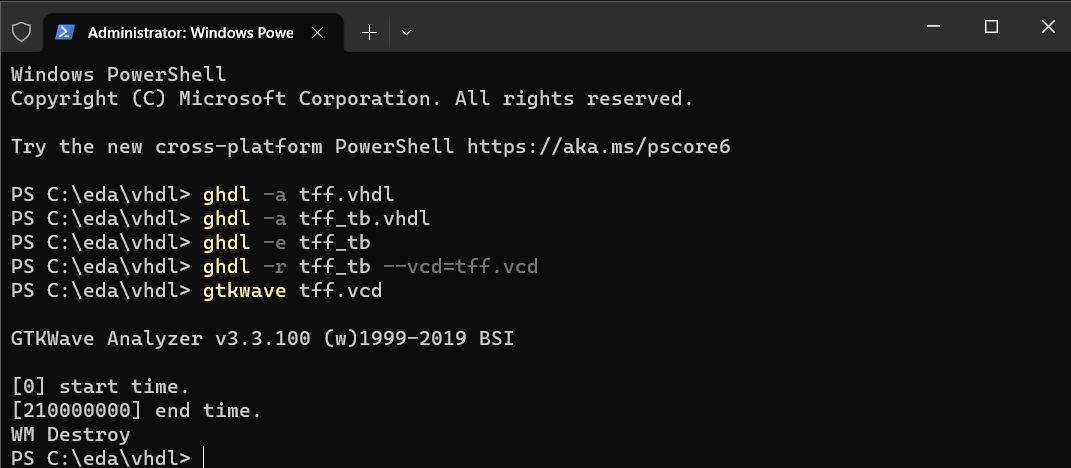 Administrator: Windows Powe
Windows PowerShell
Copyright (C) Microsoft Corporation. All rights reserved.
Try the new cross-platform PowerShell https://aka.ms/pscore6
PS C:\eda\vhdl> ghdl -a tff.vhdl
PS C:\eda\vhdl> ghdl -a tff_tb.vhdl
PS C:\eda\vhdl> ghdl -e tff_tb
PS C:\eda\vhdl> ghdl -r tff_tb --vcd=tff.vcd
PS C:\eda\vhdl> gtkwave tff.vcd
GTKWave Analyzer v3.3.100 (w)1999-2019 BSI
[0] start time.
[210000000] end time.
WM Destroy
PS C:\eda\vhdl>